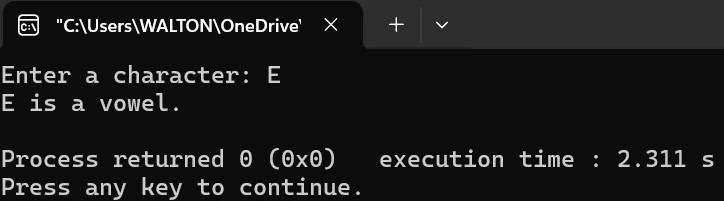 "C:\Users\WALTON\OneDrive\
Enter a character: E
E is a vowel.
Process returned 0 (0x0)   execution time : 2.311 s
Press any key to continue.